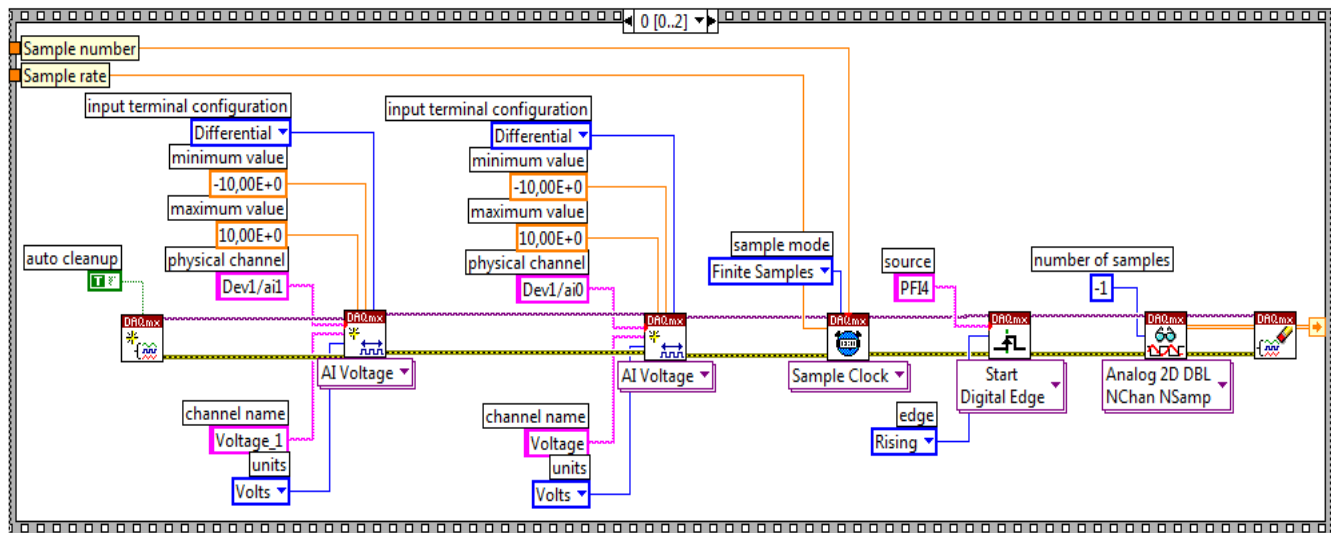 0 [0..2]
Sample number
Sample rate
input terminal configuration
Differential
minimum value
-10,00E+0
maximum value
10,00E+0
physical channel
Dev1/ai1
auto cleanup
T
input terminal configuration
Differential
minimum value
-10,00E+0
maximum value
10,00E+0
physical channel
Dev1/ai0
sample mode
Finite Samples
source
PFI4
number of samples
-1
DAQmx
DAQmx
DAQmx
DAQmx
DAQmx
DAQmx
DAQmx
AI Voltage
AI Voltage
Sample Clock
Start
Digital Edge
Analog 2D DBL
NChan NSamp
channel name
Voltage_1
units
Volts
channel name
Voltage
units
Volts
edge
Rising